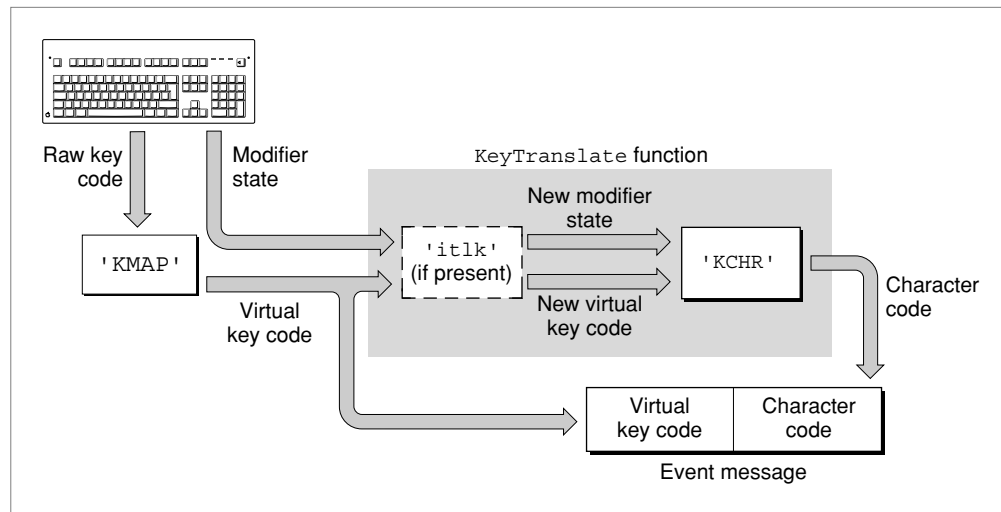 KeyTranslate function
Raw key
code
Modifier
state
New modifier
state
'KMAP'
'itlk'
(if present)
'KCHR'
Virtual
key code
New virtual
key code
Character
code
Virtual
key code
Character
code
Event message